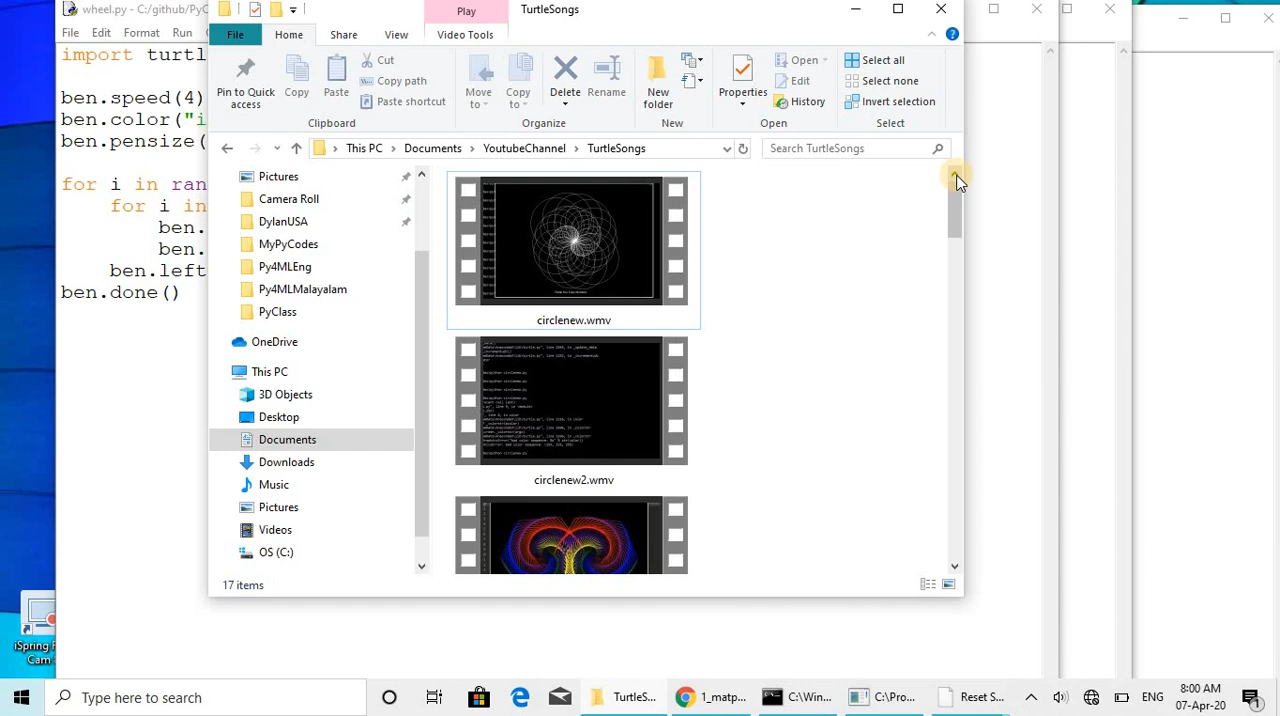 wheel.py - C:/github/PyC
File Edit Format Run
import turtl
ben.speed(4)
ben.color("i
ben.pensize(
for i in ran
for i in
ben.
ben.
ben.left
ben.done()
Play TurtleSongs
File Home Share View Video Tools
Pin to Quick access
Copy
Paste
Cut
Copy path
Paste shortcut
Clipboard
Move to
Copy to
Delete
Rename
Organize
New folder
New
Properties
Open
Edit
History
Open
Select all
Select none
Invert selection
Select
This PC Documents YoutubeChannel TurtleSongs
Search TurtleSongs
Pictures
Camera Roll
DylanUSA
MyPyCodes
Py4MLEng
Py4MLMalayalam
PyClass
OneDrive
This PC
3D Objects
Desktop
Documents
Downloads
Music
Pictures
Videos
OS (C:)
circlenew.wmv
circlenew2.wmv
17 items
iSpring F
Cam
Type here to search
TurtleS...
1_http...
C:\Win...
C:\P...
Reset S...
ENG
8:00 AM
07-Apr-20
1